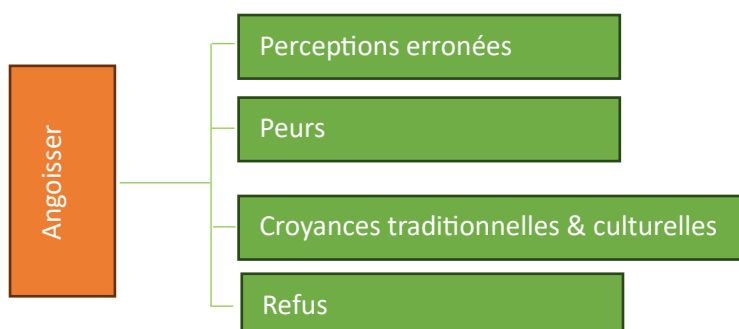 Angoisser
Perceptions erronées
Peurs
Croyances traditionnelles & culturelles
Refus